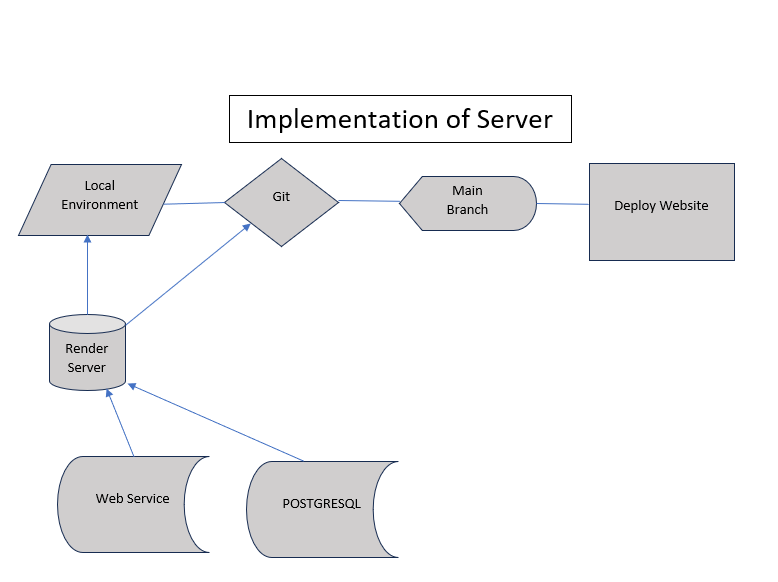 Implementation of Server
Local
Environment
Git
Main
Branch
Deploy Website
Render
Server
Web Service
POSTGRESQL